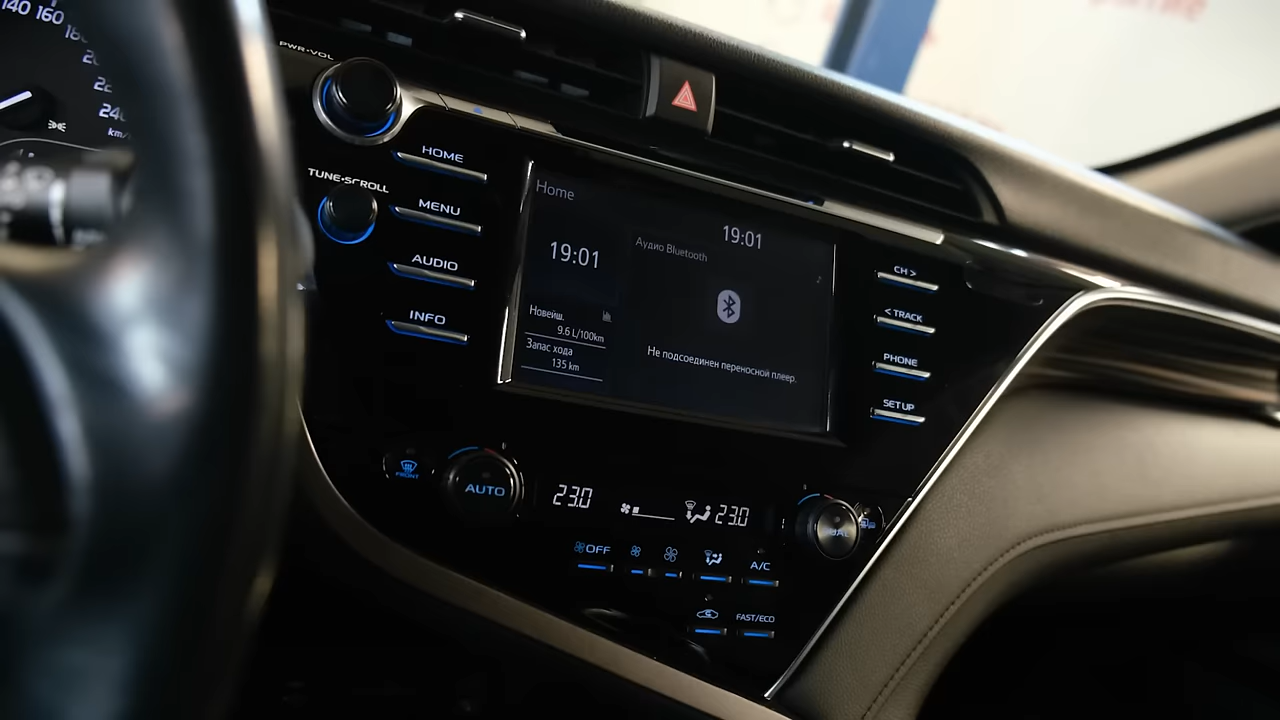 140 160
240
PWR•VOL
TUNE•SCROLL
HOME
MENU
AUDIO
INFO
Home
19:01
Новейш.
9.6 L/100km
Запас хода
135 km
19:01
Аудио Bluetooth
Не подсоединен переносной плеер.
CH >
< TRACK
PHONE
SETUP
FRONT
AUTO
23.0
23.0
OFF
A/C
FAST/ECO